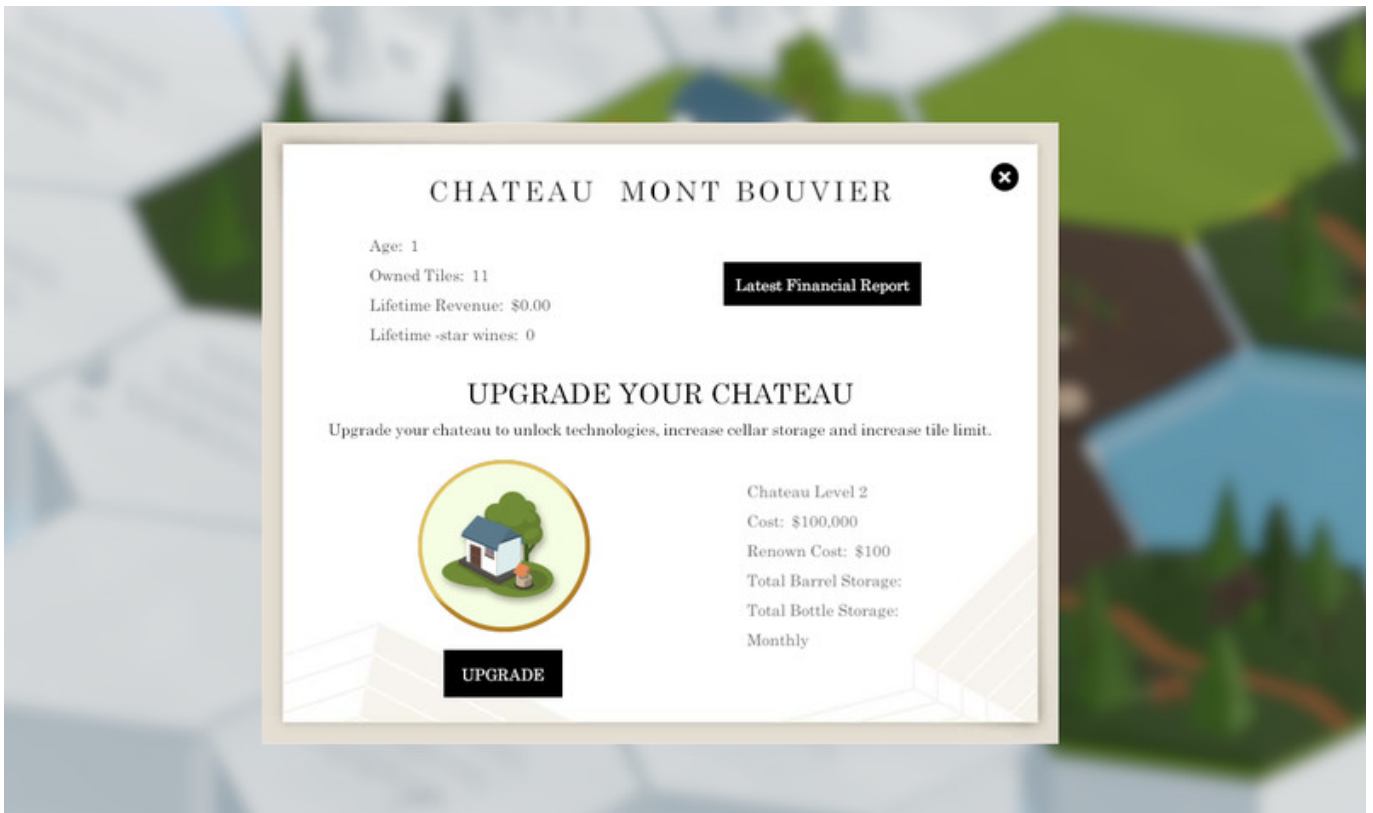 CHATEAU MONT BOUVIER
Age: 1
Owned Tiles: 11
Lifetime Revenue: $0.00
Lifetime -star wines: 0
Latest Financial Report
UPGRADE YOUR CHATEAU
Upgrade your chateau to unlock technologies, increase cellar storage and increase tile limit.
Chateau Level 2
Cost: $100,000
Renown Cost: $100
Total Barrel Storage:
Total Bottle Storage:
Monthly
UPGRADE